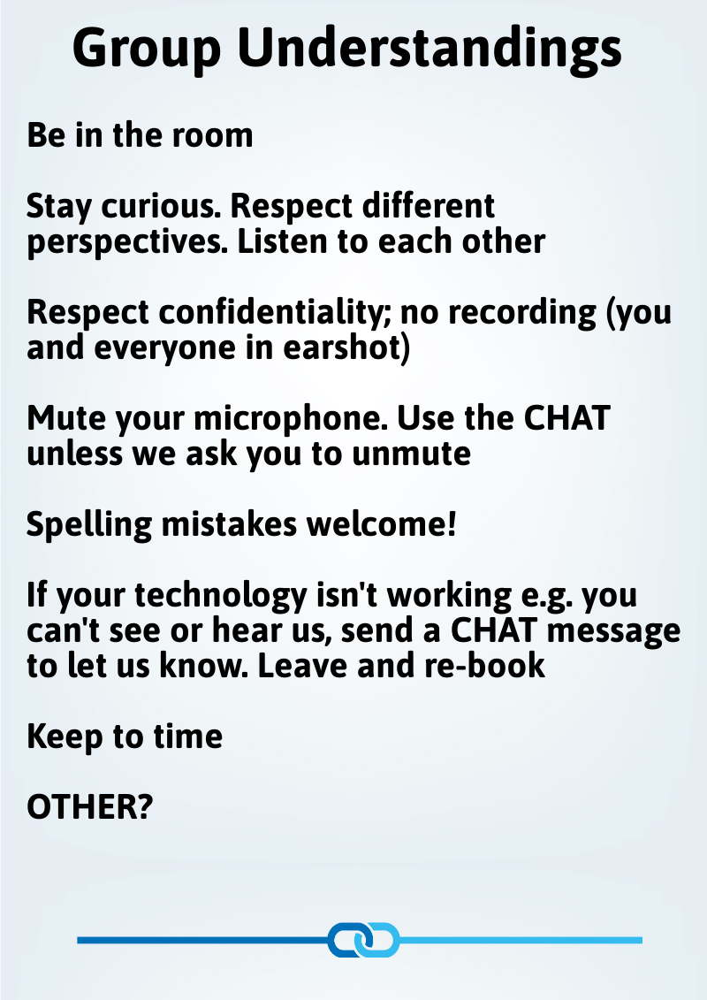 Group Understandings
Be in the room
Stay curious. Respect different
perspectives. Listen to each other
Respect confidentiality; no recording (you
and everyone in earshot)
Mute your microphone. Use the CHAT
unless we ask you to unmute
Spelling mistakes welcome!
If your technology isn't working e.g. you
can't see or hear us, send a CHAT message
to let us know. Leave and re-book
Keep to time
OTHER?